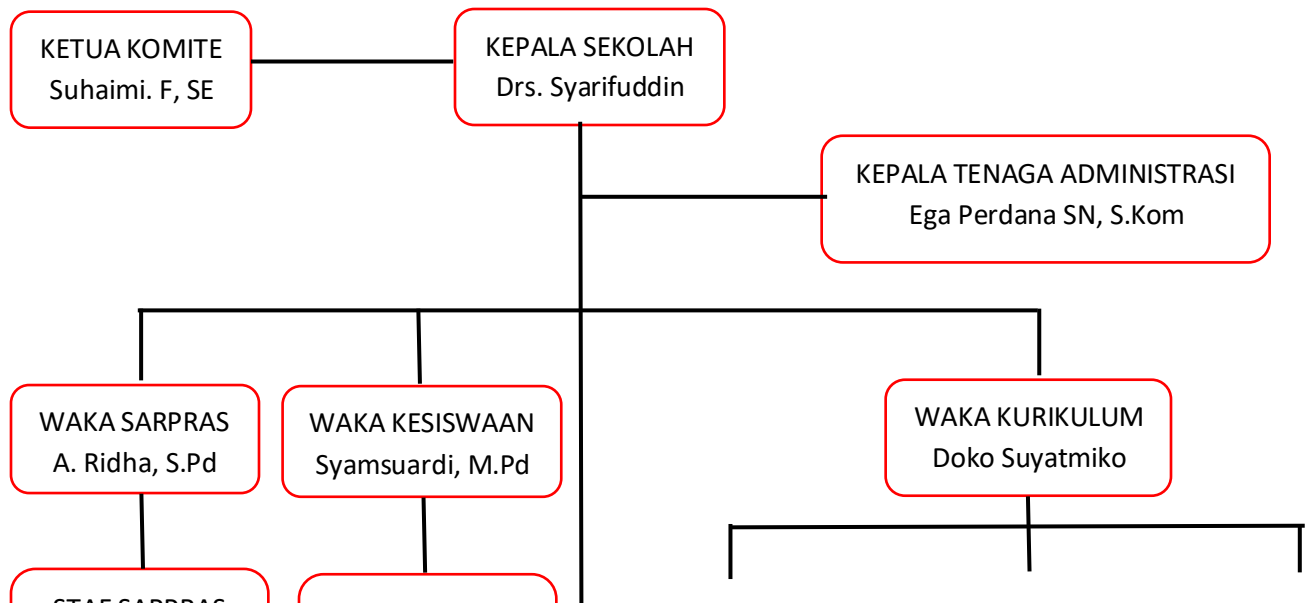 KETUA KOMITE
Suhaimi. F, SE
KEPALA SEKOLAH
Drs. Syarifuddin
KEPALA TENAGA ADMINISTRASI
Ega Perdana SN, S.Kom
WAKA SARPRAS
A. Ridha, S.Pd
WAKA KESISWAAN
Syamsuardi, M.Pd
WAKA KURIKULUM
Doko Suyatmiko